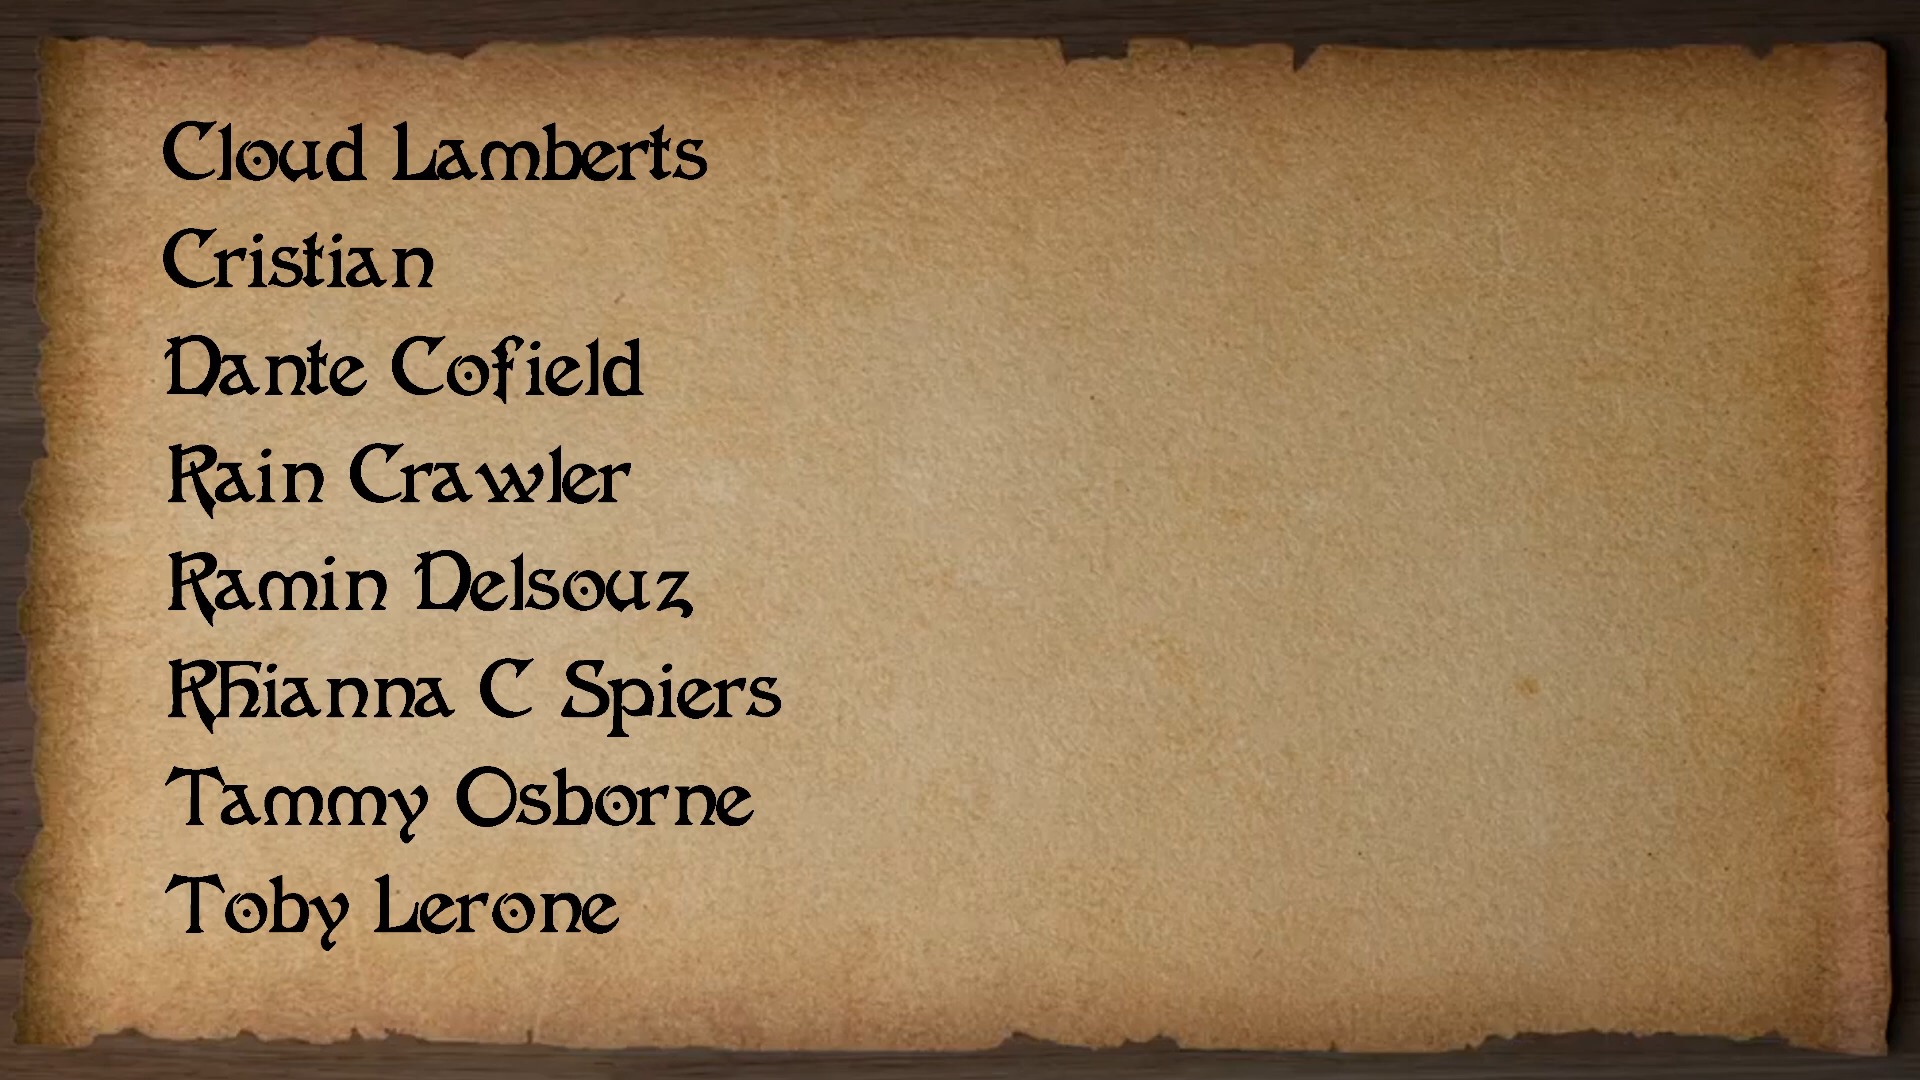 Cloud Lamberts
Cristian
Dante Cofield
Rain Crawler
Ramin Delsouz
Rhianna C Spiers
Tammy Osborne
Toby Lerone